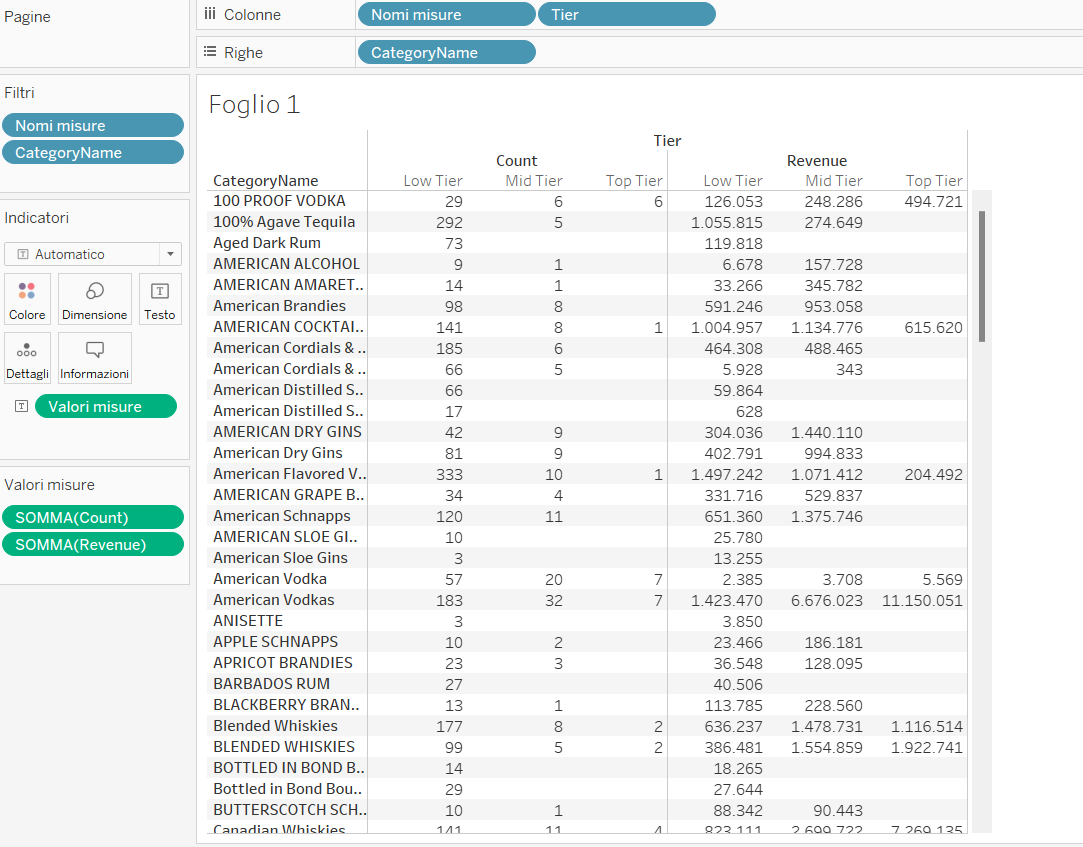 Pagine
Colonne Nomi misure Tier
Righe CategoryName
Filtri
Nomi misure
CategoryName
Indicatori
Automatico
Colore Dimensione Testo
Dettagli Informazioni
Valori misure
Valori misure
SOMMA(Count)
SOMMA(Revenue)
Foglio 1
Tier
Count Revenue
CategoryName Low Tier Mid Tier Top Tier Low Tier Mid Tier Top Tier
100 PROOF VODKA 29 6 6 126.053 248.286 494.721
100% Agave Tequila 292 5 1.055.815 274.649
Aged Dark Rum 73 119.818
AMERICAN ALCOHOL 9 1 6.678 157.728
AMERICAN AMARET.. 14 1 33.266 345.782
American Brandies 98 8 591.246 953.058
AMERICAN COCKTAI.. 141 8 1 1.004.957 1.134.776 615.620
American Cordials & .. 185 6 464.308 488.465
American Cordials & .. 66 5 5.928 343
American Distilled S.. 66 59.864
American Distilled S.. 17 628
AMERICAN DRY GINS 42 9 304.036 1.440.110
American Dry Gins 81 9 402.791 994.833
American Flavored V.. 333 10 1 1.497.242 1.071.412 204.492
AMERICAN GRAPE B.. 34 4 331.716 529.837
American Schnapps 120 11 651.360 1.375.746
AMERICAN SLOE GI.. 10 25.780
American Sloe Gins 3 13.255
American Vodka 57 20 7 2.385 3.708 5.569
American Vodkas 183 32 7 1.423.470 6.676.023 11.150.051
ANISETTE 3 3.850
APPLE SCHNAPPS 10 2 23.466 186.181
APRICOT BRANDIES 23 3 36.548 128.095
BARBADOS RUM 27 40.506
BLACKBERRY BRAN.. 13 1 113.785 228.560
Blended Whiskies 177 8 2 636.237 1.478.731 1.116.514
BLENDED WHISKIES 99 5 2 386.481 1.554.859 1.922.741
BOTTLED IN BOND B.. 14 18.265
Bottled in Bond Bou.. 29 27.644
BUTTERSCOTCH SCH.. 10 1 88.342 90.443
Canadian Whiskies 141 11 4 823.111 2.699.722 7.269.135